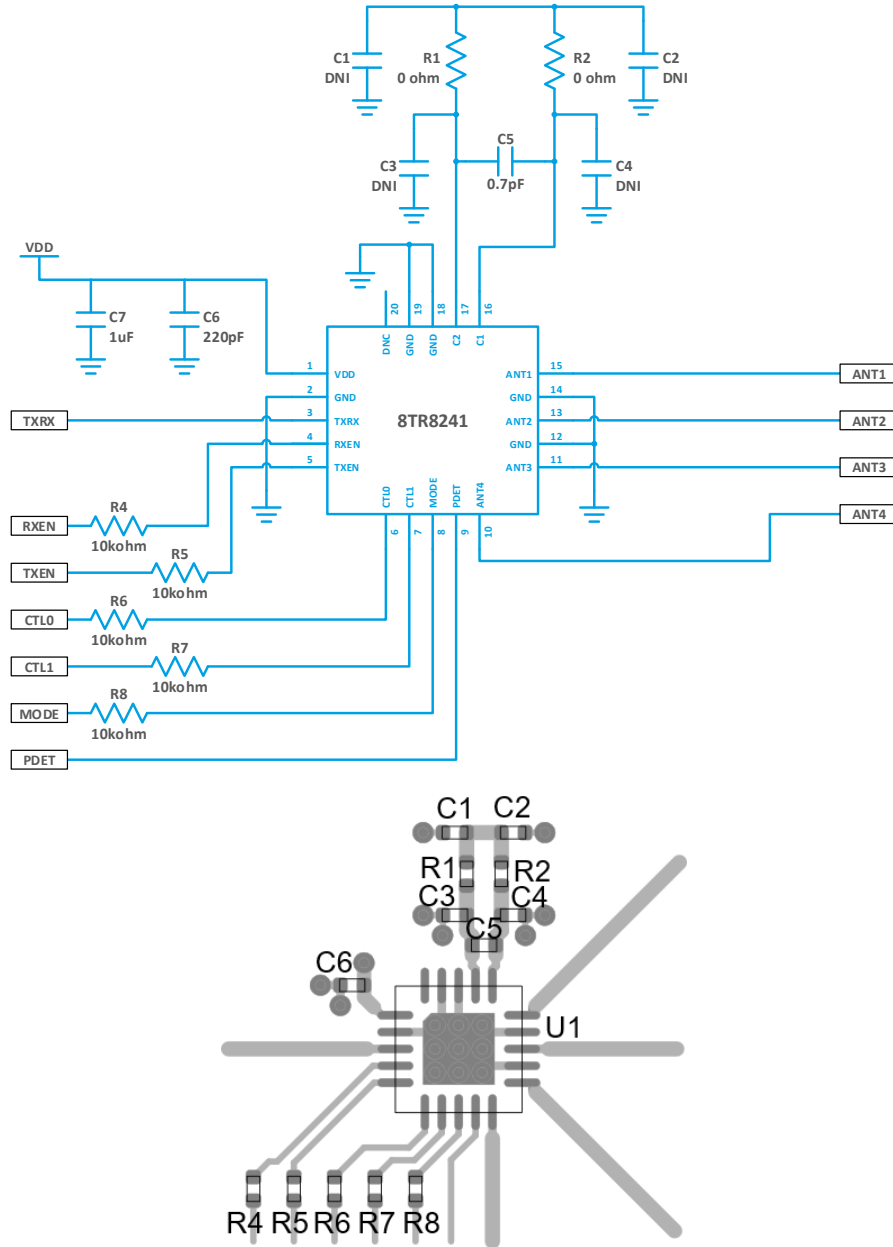 C1
DNI
R1
0 ohm
R2
0 ohm
C2
DNI
C3
DNI
C5
0.7pF
C4
DNI
VDD
C7
1uF
C6
220pF
20
19
18
17
16
DNC
GND
GND
C2
C1
1
VDD
2
GND
3
TXRX
4
RXEN
5
TXEN
8TR8241
ANT1
15
GND
14
ANT2
13
GND
12
ANT3
11
CTL0
CTL1
MODE
PDET
ANT4
6
7
8
9
10
TXRX
ANT1
ANT2
ANT3
ANT4
RXEN
R4
10kohm
TXEN
R5
10kohm
CTL0
R6
10kohm
CTL1
R7
10kohm
MODE
R8
10kohm
PDET
C1
C2
R1
R2
C3
C4
C5
C6
U1
R4
R5
R6
R7
R8